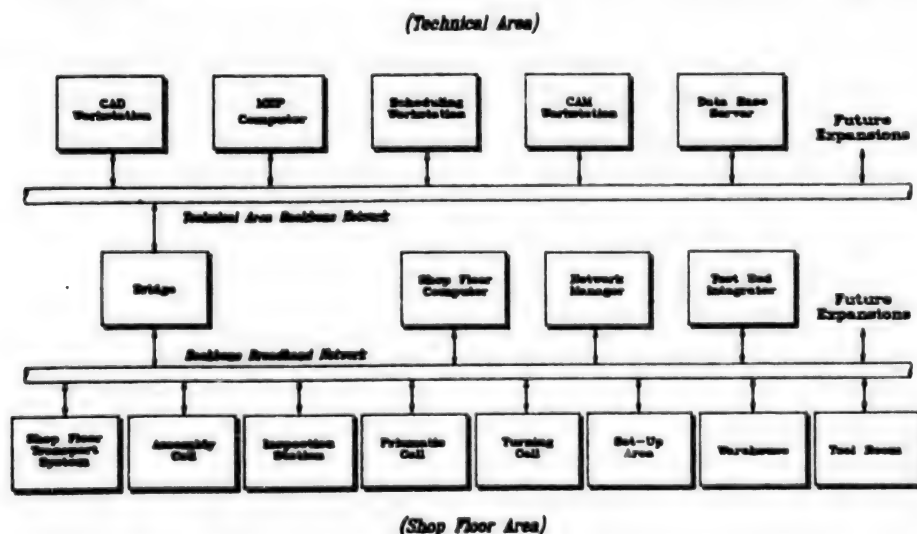 (Technical Area)
CAD
Workstation
MRP
Computer
Scheduling
Workstation
CAM
Workstation
Data Base
Server
Future
Expansions
Technical Area Backbone Network
Bridge
Shop Floor
Computer
Network
Manager
Test Bed
Integrator
Future
Expansions
Backbone Broadband Network
Shop Floor
Transport
System
Assembly
Cell
Inspection
Station
Prismatic
Cell
Turning
Cell
Set-Up
Area
Warehouse
Tool Room
(Shop Floor Area)